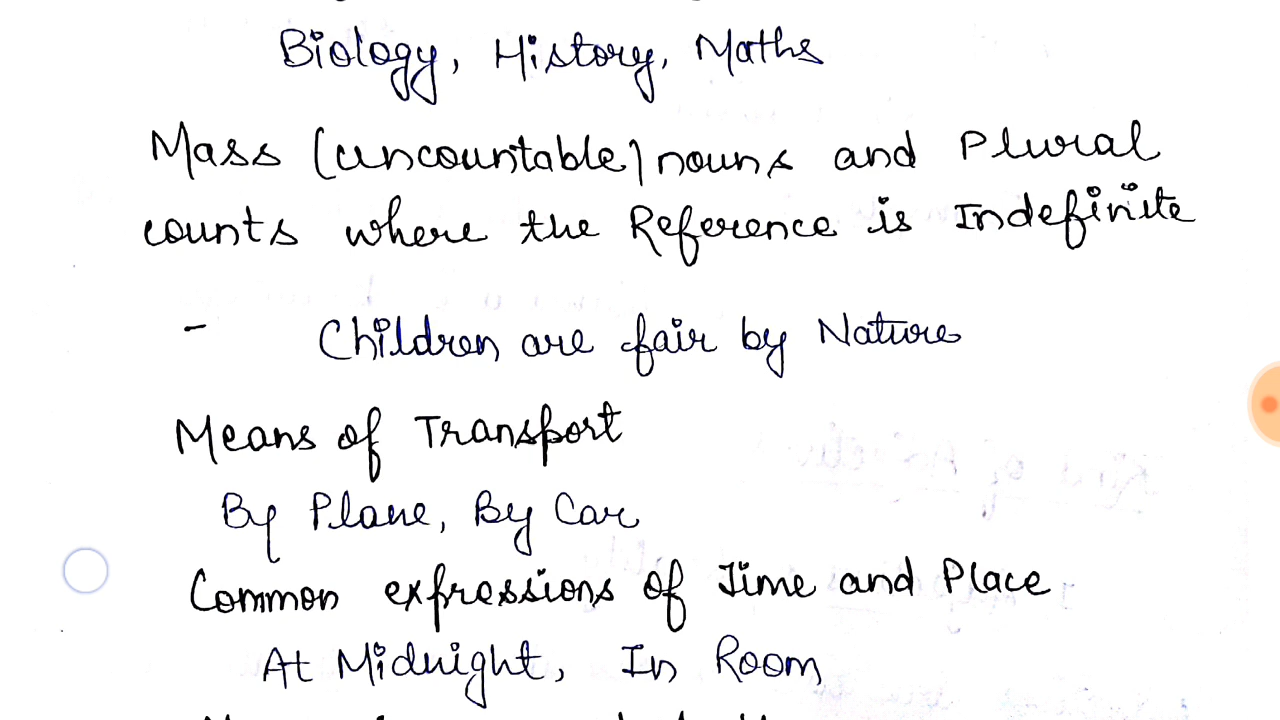 Biology, History, Maths
Mass (uncountable) nouns and Plural
counts where the Reference is Indefinite
- Children are fair by Nature
Means of Transport
By Plane, By Car
Common expressions of Time and Place
At Midnight, In Room